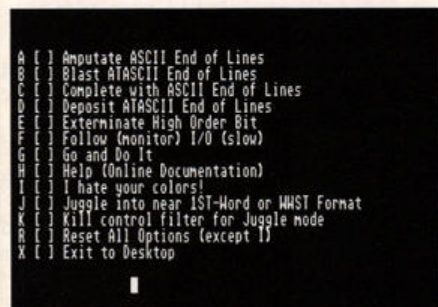 A [ ] Amputate ASCII End of Lines
B [ ] Blast ATASCII End of Lines
C [ ] Complete with ASCII End of Lines
D [ ] Deposit ATASCII End of Lines
E [ ] Exterminate High Order Bit
F [ ] Follow (monitor) I/O (slow)
G [ ] Go and Do It
H [ ] Help (Online Documentation)
I [ ] I hate your colors!
J [ ] Juggle into near 1ST-Word or WWST Format
K [ ] Kill control filter for Juggle mode
R [ ] Reset All Options (except I)
X [ ] Exit to Desktop